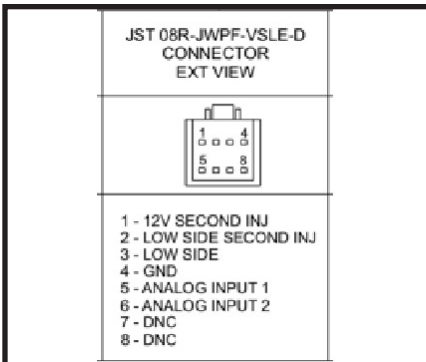 JST 08R-JWPF-VSLE-D
CONNECTOR
EXT VIEW
1 4
5 8
1 - 12V SECOND INJ
2 - LOW SIDE SECOND INJ
3 - LOW SIDE
4 - GND
5 - ANALOG INPUT 1
6 - ANALOG INPUT 2
7 - DNC
8 - DNC